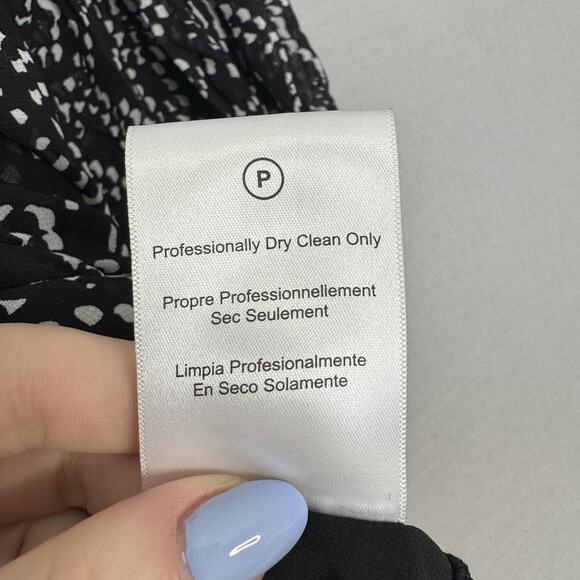 P
Professionally Dry Clean Only
Propre Professionnellement
Sec Seulement
Limpia Profesionalmente
En Seco Solamente